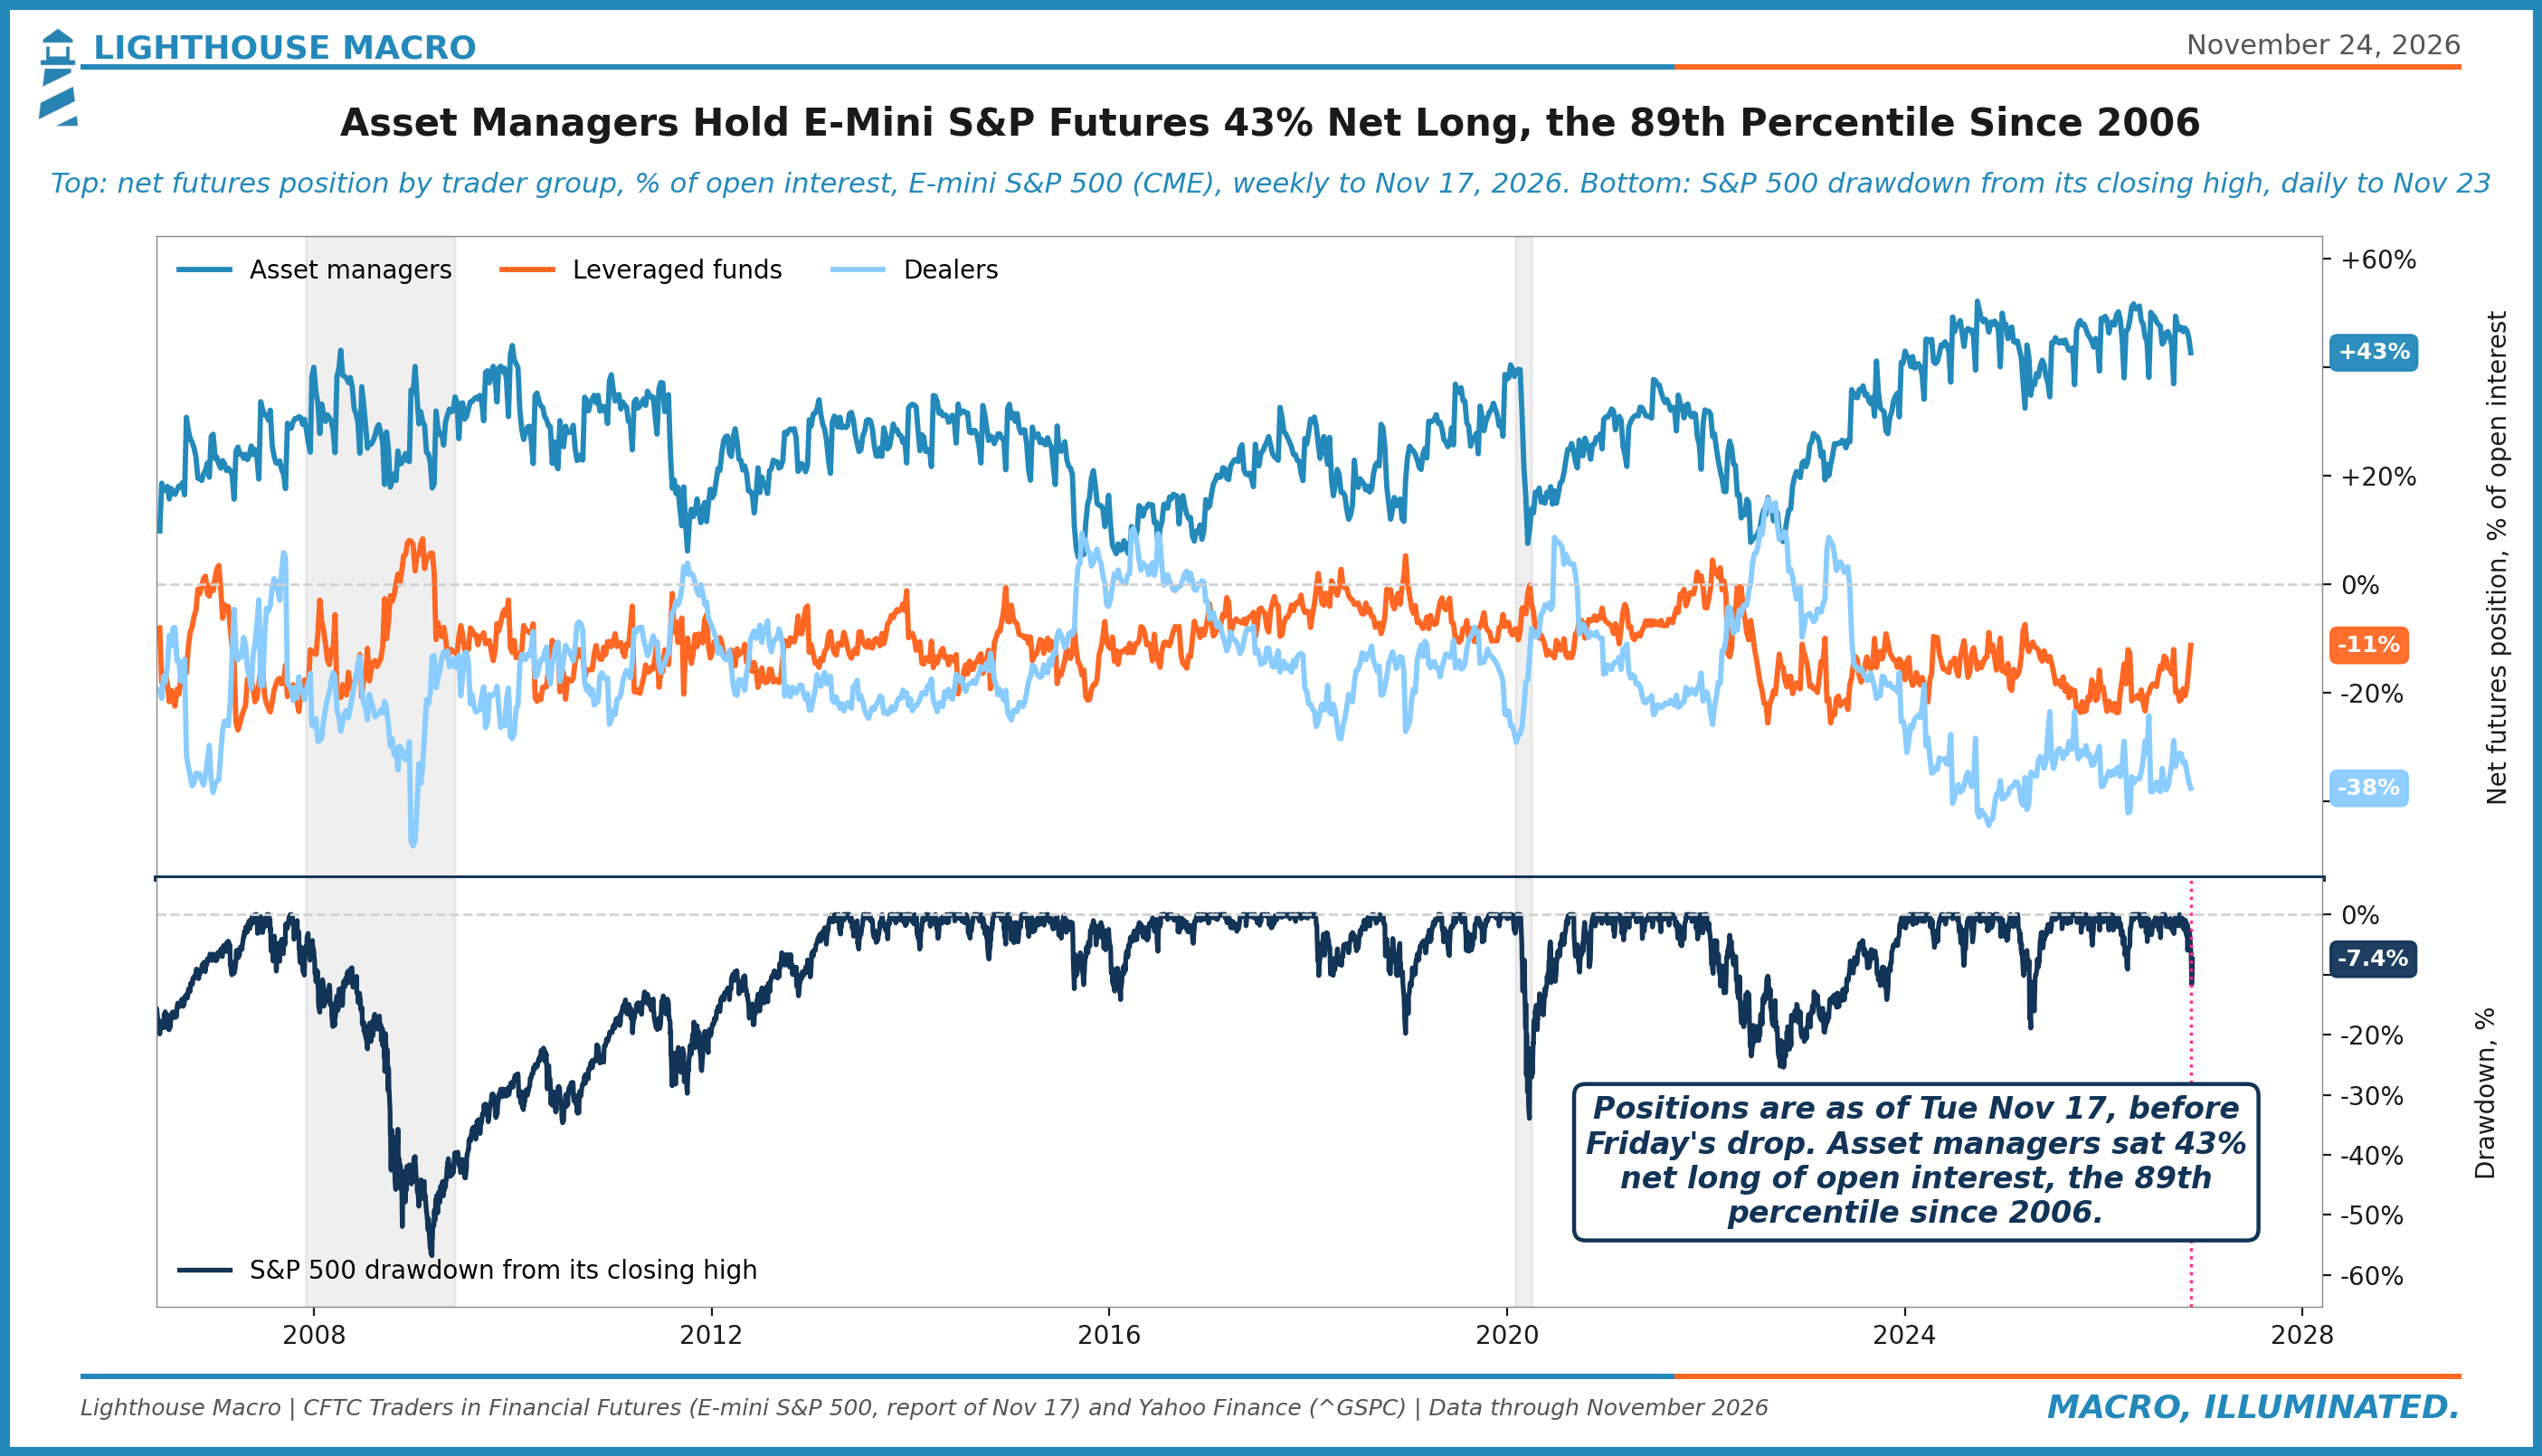 LIGHTHOUSE MACRO
November 24, 2026
Asset Managers Hold E-Mini S&P Futures 43% Net Long, the 89th Percentile Since 2006
Top: net futures position by trader group, % of open interest, E-mini S&P 500 (CME), weekly to Nov 17, 2026. Bottom: S&P 500 drawdown from its closing high, daily to Nov 23
Asset managers
Leveraged funds
Dealers
+60%
+43%
+20%
0%
-11%
-20%
-38%
Net futures position, % of open interest
0%
-7.4%
-20%
-30%
-40%
-50%
-60%
Drawdown, %
Positions are as of Tue Nov 17, before
Friday's drop. Asset managers sat 43%
net long of open interest, the 89th
percentile since 2006.
S&P 500 drawdown from its closing high
2008
2012
2016
2020
2024
2028
Lighthouse Macro | CFTC Traders in Financial Futures (E-mini S&P 500, report of Nov 17) and Yahoo Finance (^GSPC) | Data through November 2026
MACRO, ILLUMINATED.